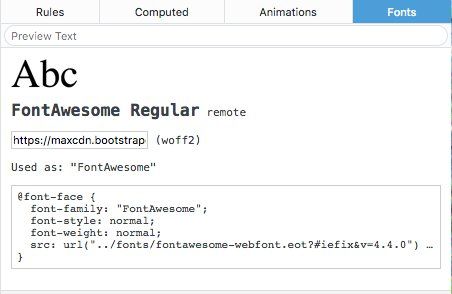 Rules Computed Animations Fonts
Preview Text
Abc
FontAwesome Regular remote
https://maxcdn.bootstrap (woff2)
Used as: "FontAwesome"
@font-face {
font-family: "FontAwesome";
font-style: normal;
font-weight: normal;
src: url("../fonts/fontawesome-webfont.eot?#iefix&v=4.4.0") …
}